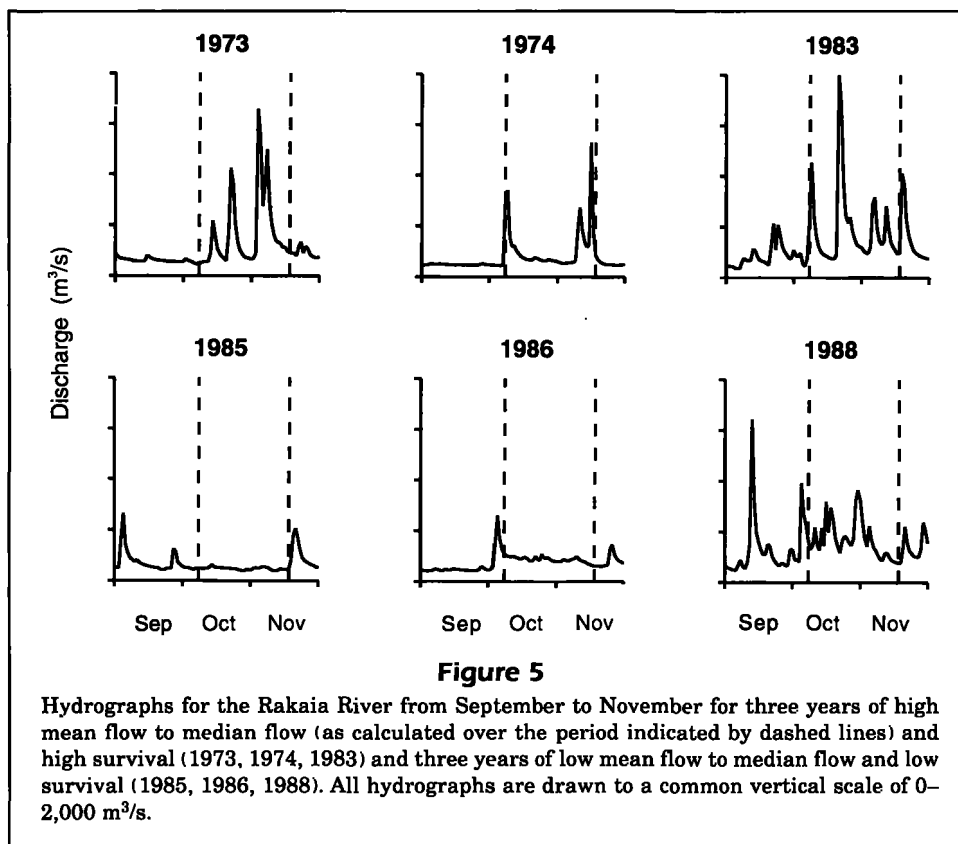 1973 1974 1983
Discharge (m³/s)
1985 1986 1988
Sep Oct Nov Sep Oct Nov Sep Oct Nov
Figure 5
Hydrographs for the Rakaia River from September to November for three years of high
mean flow to median flow (as calculated over the period indicated by dashed lines) and
high survival (1973, 1974, 1983) and three years of low mean flow to median flow and low
survival (1985, 1986, 1988). All hydrographs are drawn to a common vertical scale of 0–
2,000 m³/s.